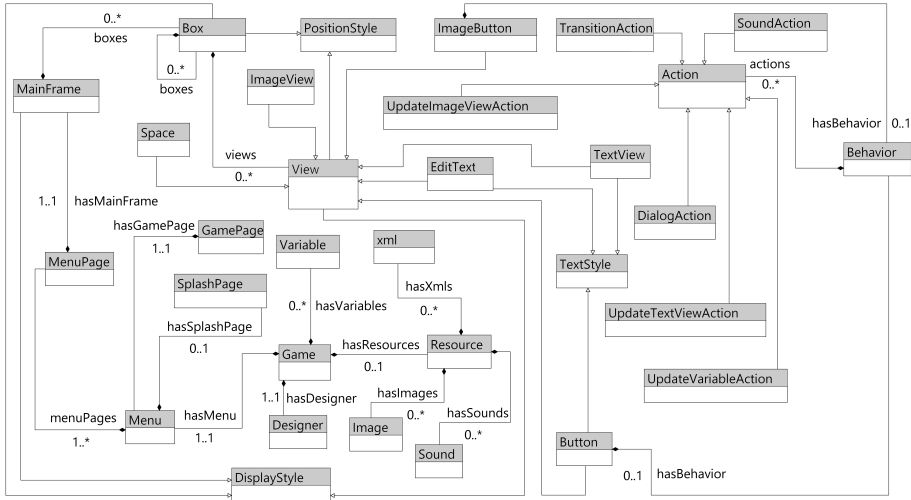 0..*
boxes
Box
PositionStyle
ImageButton
TransitionAction
SoundAction
0..*
boxes
MainFrame
ImageView
UpdateImageViewAction
Action
actions
0..*
Space
hasBehavior
0..1
Behavior
views
0..*
View
EditText
TextView
1..1
hasMainFrame
hasGamePage
1..1
GamePage
DialogAction
MenuPage
Variable
xml
TextStyle
SplashPage
hasXmls
0..*
0..*
hasVariables
UpdateTextViewAction
hasSplashPage
0..1
Game
hasResources
0..1
Resource
UpdateVariableAction
1..1
hasDesigner
hasImages
0..*
hasSounds
0..*
menuPages
1..*
Menu
hasMenu
1..1
Designer
Image
Sound
Button
0..1
hasBehavior
DisplayStyle